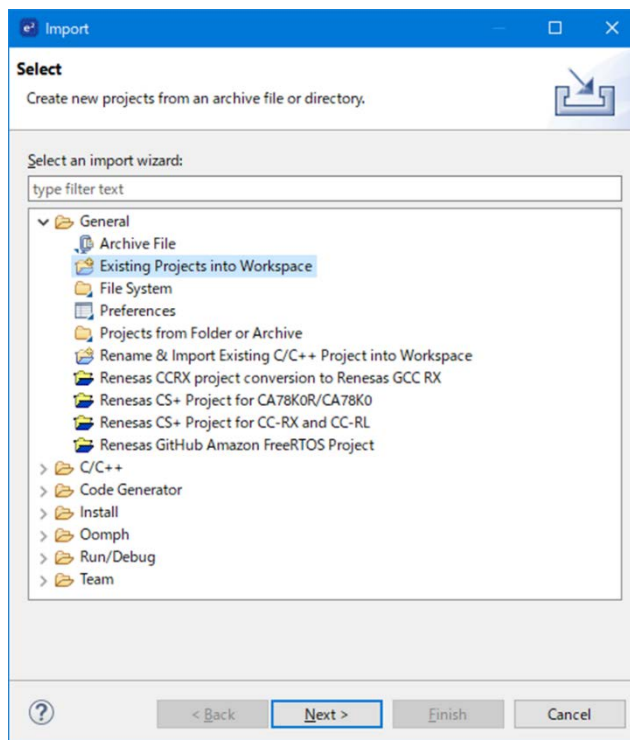 e² Import
Select
Create new projects from an archive file or directory.
Select an import wizard:
type filter text
General
Archive File
Existing Projects into Workspace
File System
Preferences
Projects from Folder or Archive
Rename & Import Existing C/C++ Project into Workspace
Renesas CCRX project conversion to Renesas GCC RX
Renesas CS+ Project for CA78K0R/CA78K0
Renesas CS+ Project for CC-RX and CC-RL
Renesas GitHub Amazon FreeRTOS Project
C/C++
Code Generator
Install
Oomph
Run/Debug
Team
? < Back Next > Finish Cancel